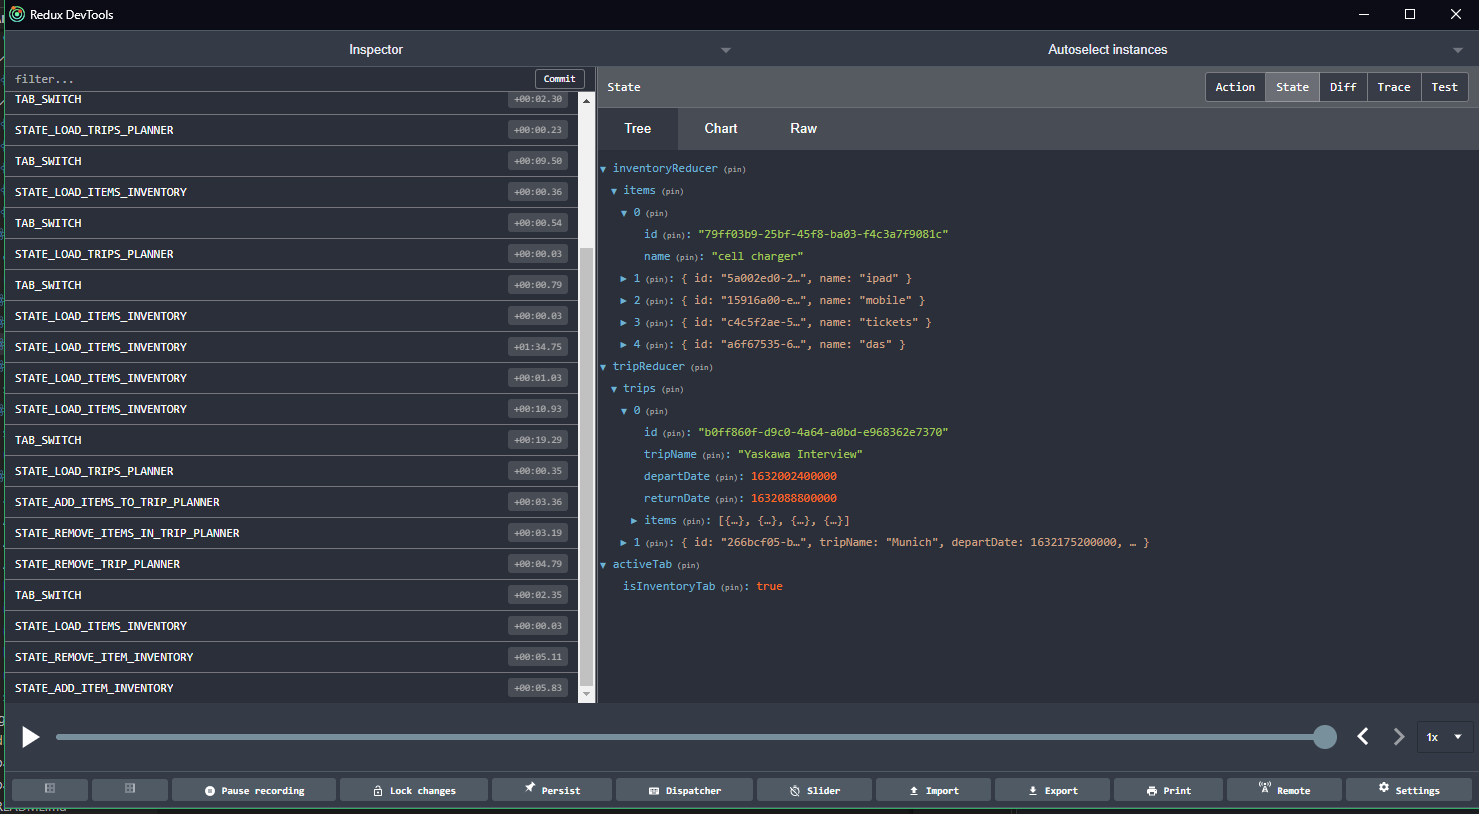 Redux DevTools
Inspector
Autoselect instances
filter...
Commit
TAB_SWITCH +00:02.30
STATE_LOAD_TRIPS_PLANNER +00:00.23
TAB_SWITCH +00:09.50
STATE_LOAD_ITEMS_INVENTORY +00:00.36
TAB_SWITCH +00:00.54
STATE_LOAD_TRIPS_PLANNER +00:00.03
TAB_SWITCH +00:00.79
STATE_LOAD_ITEMS_INVENTORY +00:00.03
STATE_LOAD_ITEMS_INVENTORY +01:34.75
STATE_LOAD_ITEMS_INVENTORY +00:01.03
STATE_LOAD_ITEMS_INVENTORY +00:10.93
TAB_SWITCH +00:19.29
STATE_LOAD_TRIPS_PLANNER +00:00.35
STATE_ADD_ITEMS_TO_TRIP_PLANNER +00:03.36
STATE_REMOVE_ITEMS_IN_TRIP_PLANNER +00:03.19
STATE_REMOVE_TRIP_PLANNER +00:04.79
TAB_SWITCH +00:02.35
STATE_LOAD_ITEMS_INVENTORY +00:00.03
STATE_REMOVE_ITEM_INVENTORY +00:05.11
STATE_ADD_ITEM_INVENTORY +00:05.83
State
Action State Diff Trace Test
Tree Chart Raw
inventoryReducer (pin)
items (pin)
0 (pin)
id (pin): "79ff03b9-25bf-45f8-ba03-f4c3a7f9081c"
name (pin): "cell charger"
1 (pin): { id: "5a002ed0-2…", name: "ipad" }
2 (pin): { id: "15916a00-e…", name: "mobile" }
3 (pin): { id: "c4c5f2ae-5…", name: "tickets" }
4 (pin): { id: "a6f67535-6…", name: "das" }
tripReducer (pin)
trips (pin)
0 (pin)
id (pin): "b0ff860f-d9c0-4a64-a0bd-e968362e7370"
tripName (pin): "Yaskawa Interview"
departDate (pin): 1632002400000
returnDate (pin): 1632088800000
items (pin): [{…}, {…}, {…}, {…}]
1 (pin): { id: "266bcf05-b…", tripName: "Munich", departDate: 1632175200000, … }
activeTab (pin)
isInventoryTab (pin): true
1x
Pause recording
Lock changes
Persist
Dispatcher
Slider
Import
Export
Print
Remote
Settings